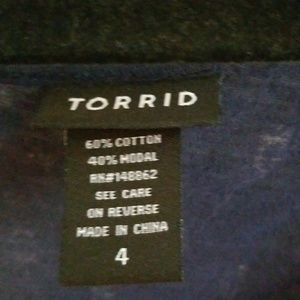 TORRID
60% COTTON
40% MODAL
RN#148862
SEE CARE
ON REVERSE
MADE IN CHINA
4